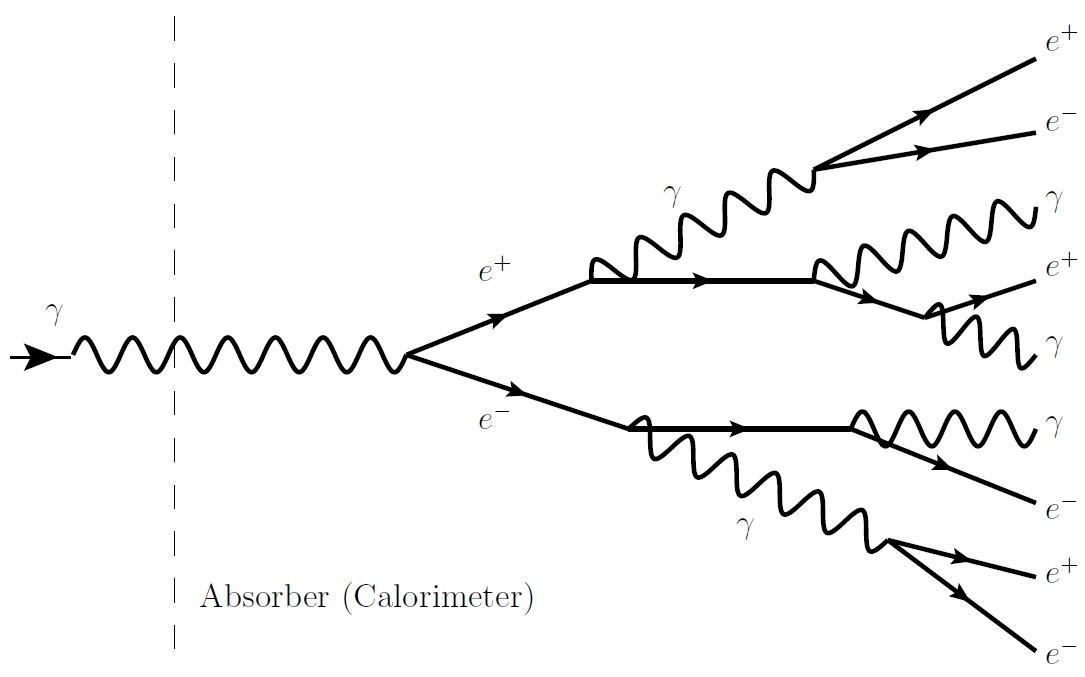 e⁺
e⁻
γ
γ
e⁺
e⁺
γ
γ
e⁻
γ
e⁻
γ
e⁺
Absorber (Calorimeter)
e⁻